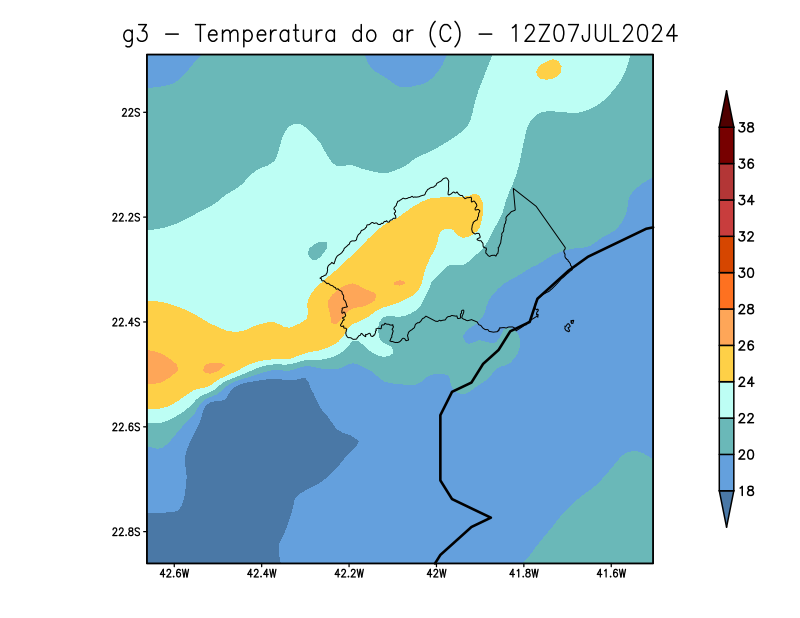 g3 − Temperatura do ar (C) − 12Z07JUL2024
22S
22.2S
22.4S
22.6S
22.8S
42.6W
42.4W
42.2W
42W
41.8W
41.6W
38
36
34
32
30
28
26
24
22
20
18